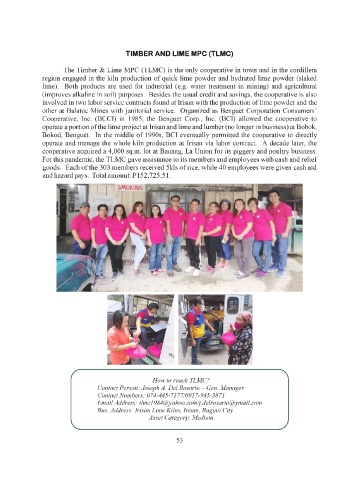 TIMBER AND LIME MPC (TLMC)
The Timber & Lime MPC (TLMC) is the only cooperative in town and in the cordillera
region engaged in the kiln production of quick lime powder and hydrated lime powder (slaked
lime). Both products are used for industrial (e.g. water treatment in mining) and agricultural
(improves alkaline in soil) purposes. Besides the usual credit and savings, the cooperative is also
involved in two labor service contracts found at Irisan with the production of lime powder and the
other at Balatoc Mines with janitorial service. Organized as Benguet Corporation Consumers'
Cooperative, Inc. (BCCI) in 1985, the Benguet Corp., Inc. (BCI) allowed the cooperative to
operate a portion of the lime project at Irisan and lime and lumber (no longer in business) at Bobok,
Bokod, Benguet. In the middle of 1990s, BCI eventually permitted the cooperative to directly
operate and manage the whole kiln production at Irisan via labor contract. A decade later, the
cooperative acquired a 4,000 sq.m. lot at Bauang, La Union for its piggery and poultry business.
For this pandemic, the TLMC gave assistance to its members and employees with cash and relief
goods. Each of the 303 members received 5kls of rice, while 40 employees were given cash aid
and hazard pays. Total amount: P152,725.51.
SMOKING
How to reach TLMC?
Contact Person: Joseph A. Del Rosario – Gen. Manager
Contact Numbers: 074-445-7177/0917-945-3671
Email Address: tlmc1984@yahoo.com/j.delrosario@ymail.com
Bus. Address: Irisan Lime Kilns, Irisan, Baguio City
Asset Category: Medium
53